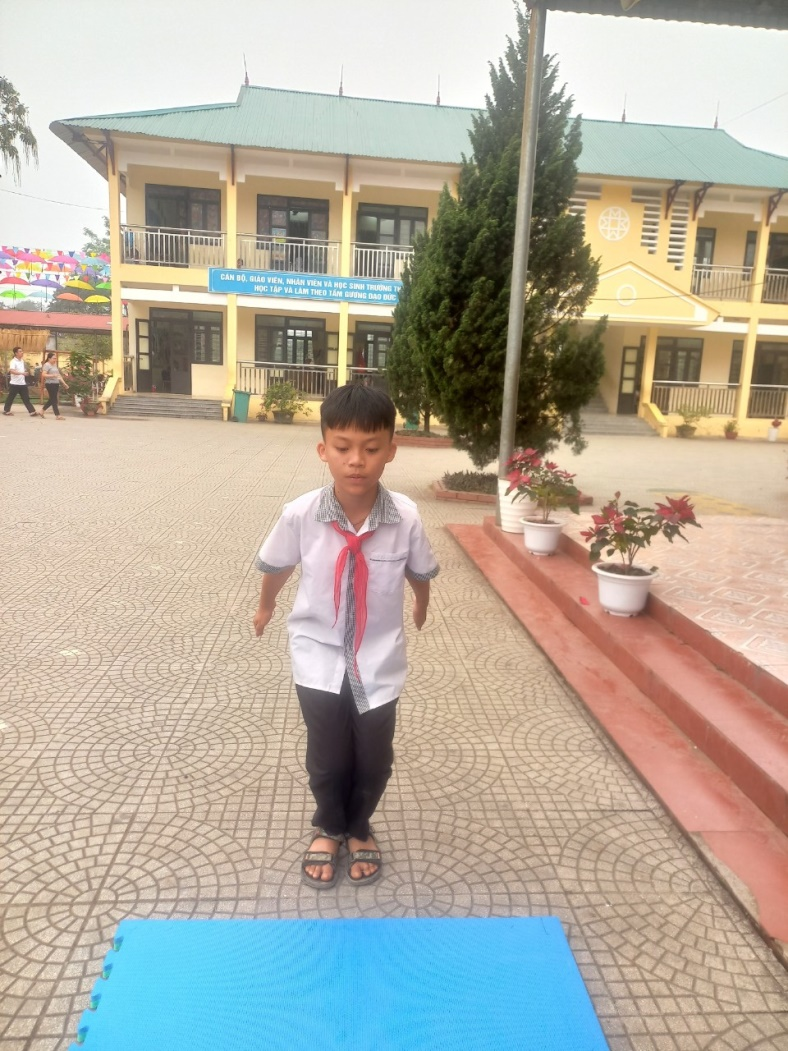 CÁN BỘ, GIÁO VIÊN, NHÂN VIÊN VÀ HỌC SINH TRƯỜNG
HỌC TẬP VÀ LÀM THEO TẤM GƯƠNG ĐẠO ĐỨC